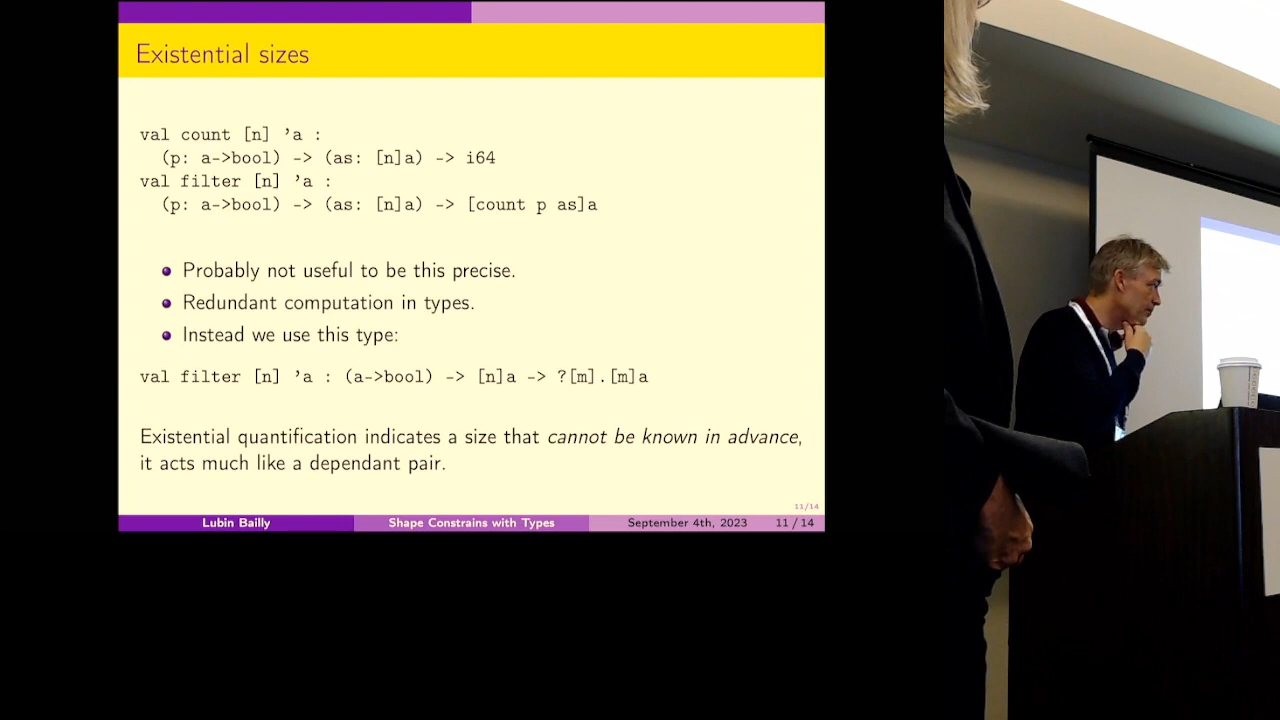 Existential sizes
val count [n] ’a :
(p: a->bool) -> (as: [n]a) -> i64
val filter [n] ’a :
(p: a->bool) -> (as: [n]a) -> [count p as]a
Probably not useful to be this precise.
Redundant computation in types.
Instead we use this type:
val filter [n] ’a : (a->bool) -> [n]a -> ?[m].[m]a
Existential quantification indicates a size that cannot be known in advance,
it acts much like a dependant pair.
11/14
Lubin Bailly Shape Constrains with Types September 4th, 2023 11 / 14